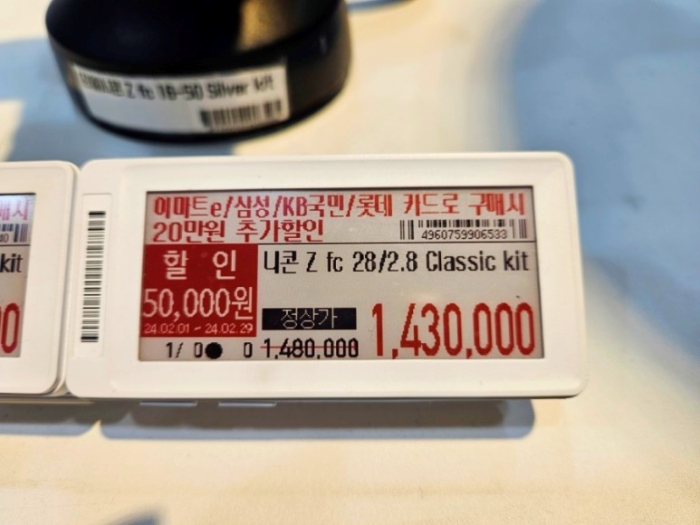 Z fc 16-50 Silver kit
이마트e/삼성/KB국민/롯데 카드로 구매시
20만원 추가할인
4960759906533
할 인
니콘 Z fc 28/2.8 Classic kit
50,000원
정상가
1,430,000
24.02.01 ~ 24.02.29
1/ 0● 0 1,480,000
kit